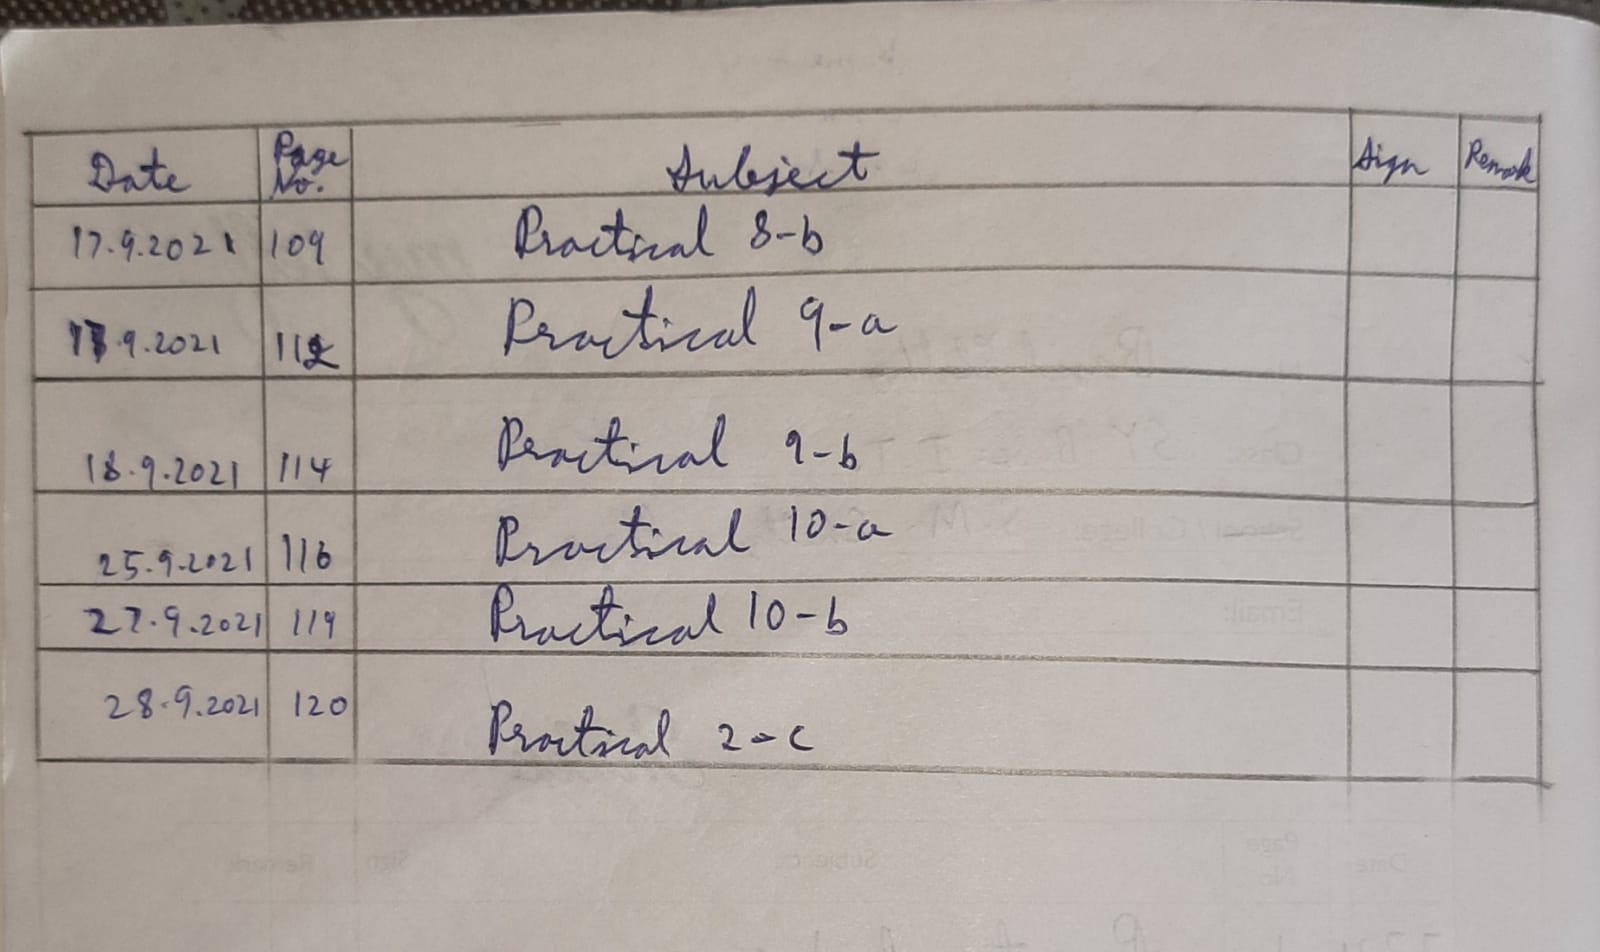 Date Page No. Subject Sign Remark
17.9.2021 109 Practical 8-b
17.9.2021 112 Practical 9-a
18.9.2021 114 Practical 9-b
25.9.2021 116 Practical 10-a
27.9.2021 119 Practical 10-b
28.9.2021 120 Practical 2-c